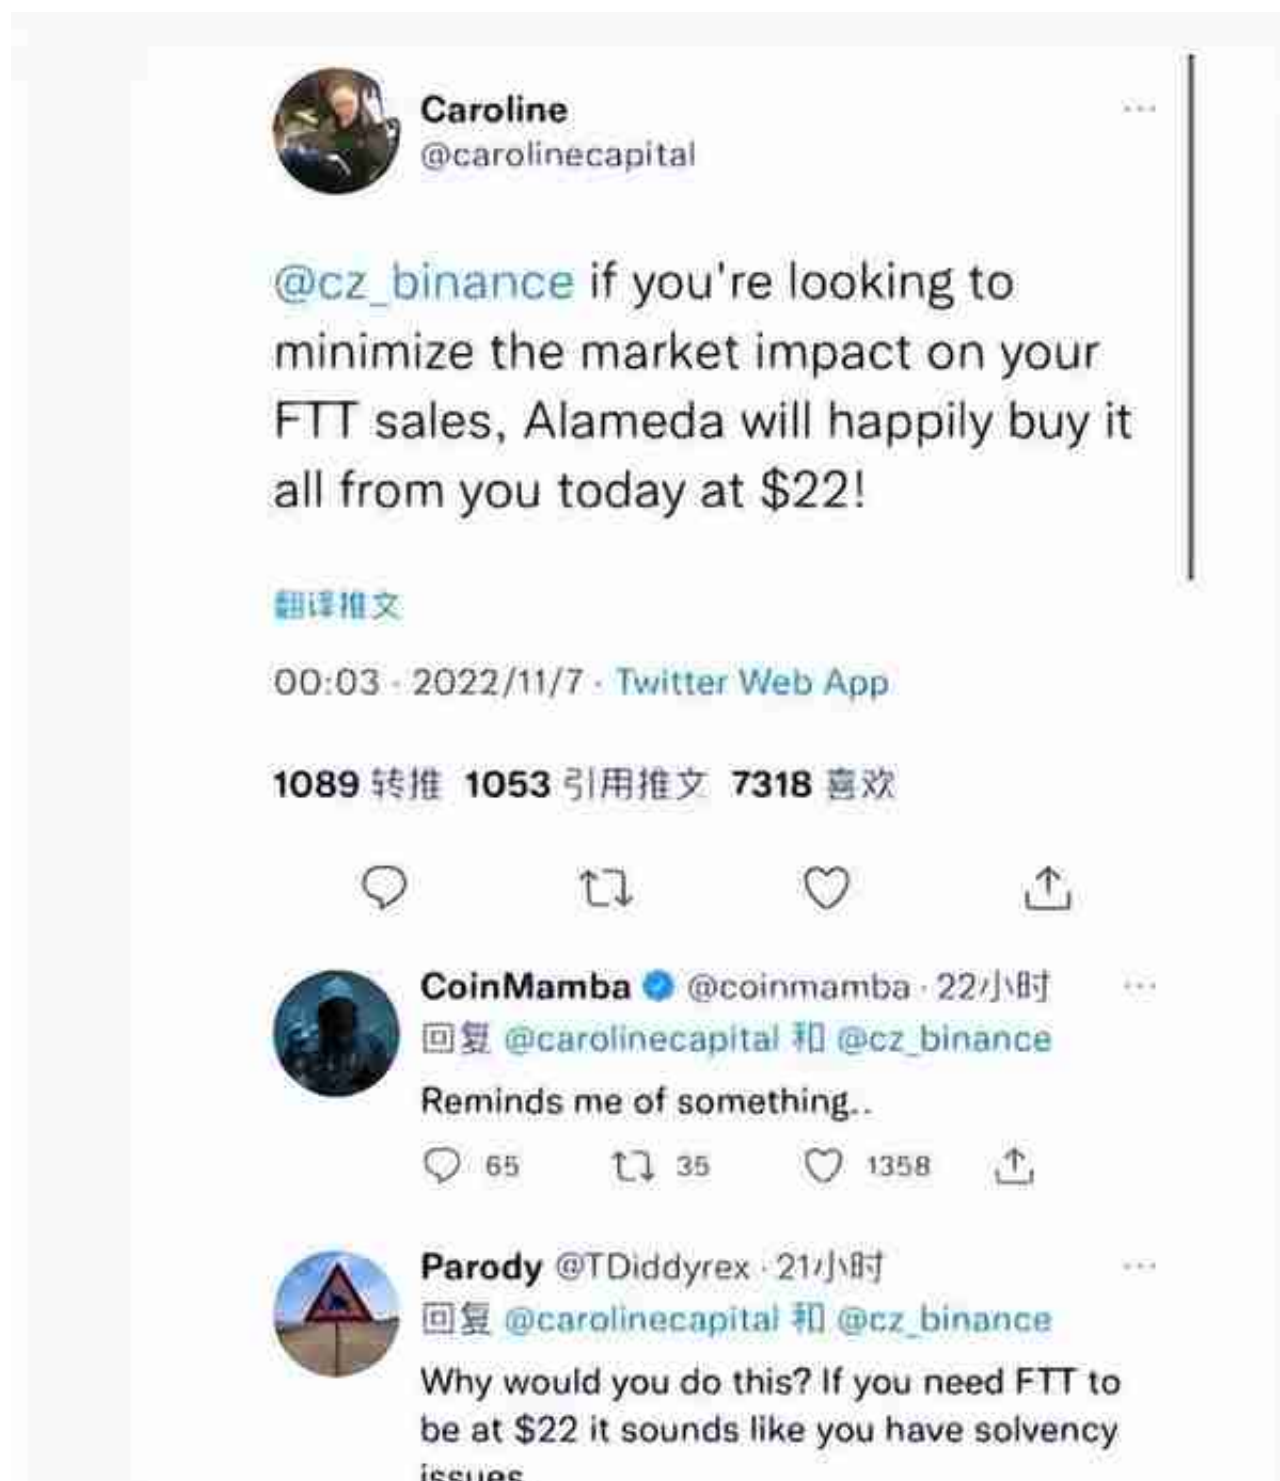 Caroline
@carolinecapital
@cz_binance if you're looking to
minimize the market impact on your
FTT sales, Alameda will happily buy it
all from you today at $22!
翻译推文
00:03 · 2022/11/7 · Twitter Web App
1089 转推 1053 引用推文 7318 喜欢
CoinMamba @coinmamba · 22小时
回复 @carolinecapital 和 @cz_binance
Reminds me of something..
65 35 1358
Parody @TDiddyrex · 21小时
回复 @carolinecapital 和 @cz_binance
Why would you do this? If you need FTT to
be at $22 it sounds like you have solvency
issues